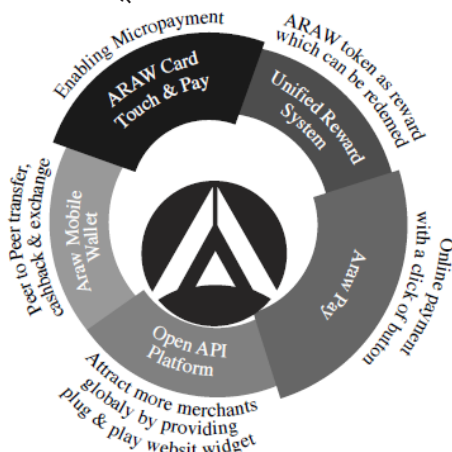 Enabling Micropayment
ARAW Card
Touch & Pay
ARAW token as reward
which can be redemed
Unified Reward
System
Online payment
with a click of button
Araw Pay
Open API
Platform
Attract more merchants
globaly by providing
plug & play websit widget
Araw Mobile
Wallet
Peer to Peer transfer,
cashback & exchange